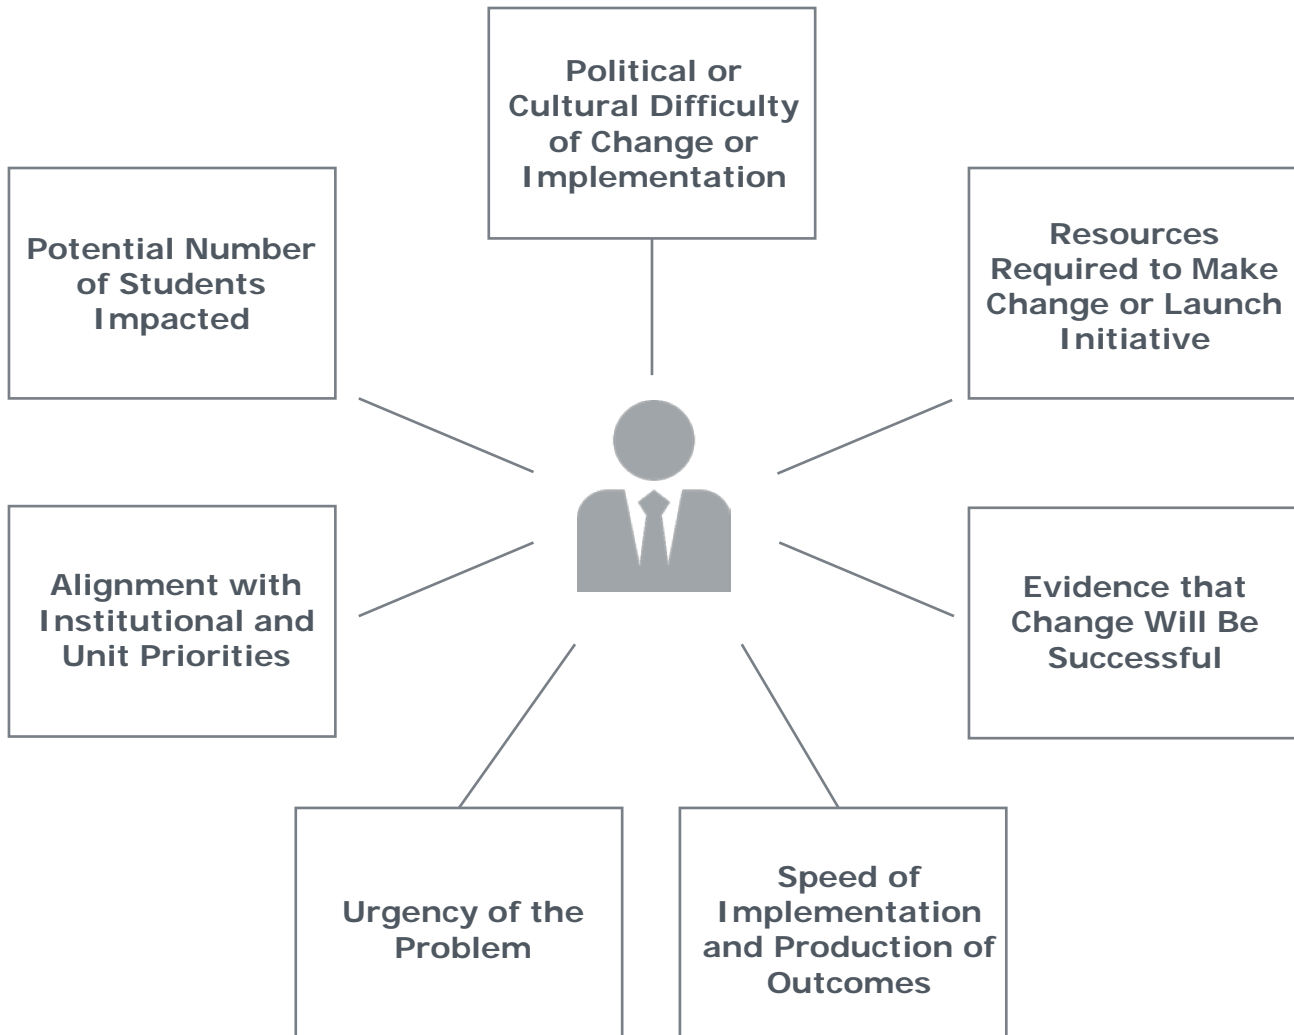 Political or
Cultural Difficulty
of Change or
Implementation
Potential Number
of Students
Impacted
Resources
Required to Make
Change or Launch
Initiative
Alignment with
Institutional and
Unit Priorities
Evidence that
Change Will Be
Successful
Urgency of the
Problem
Speed of
Implementation
and Production of
Outcomes